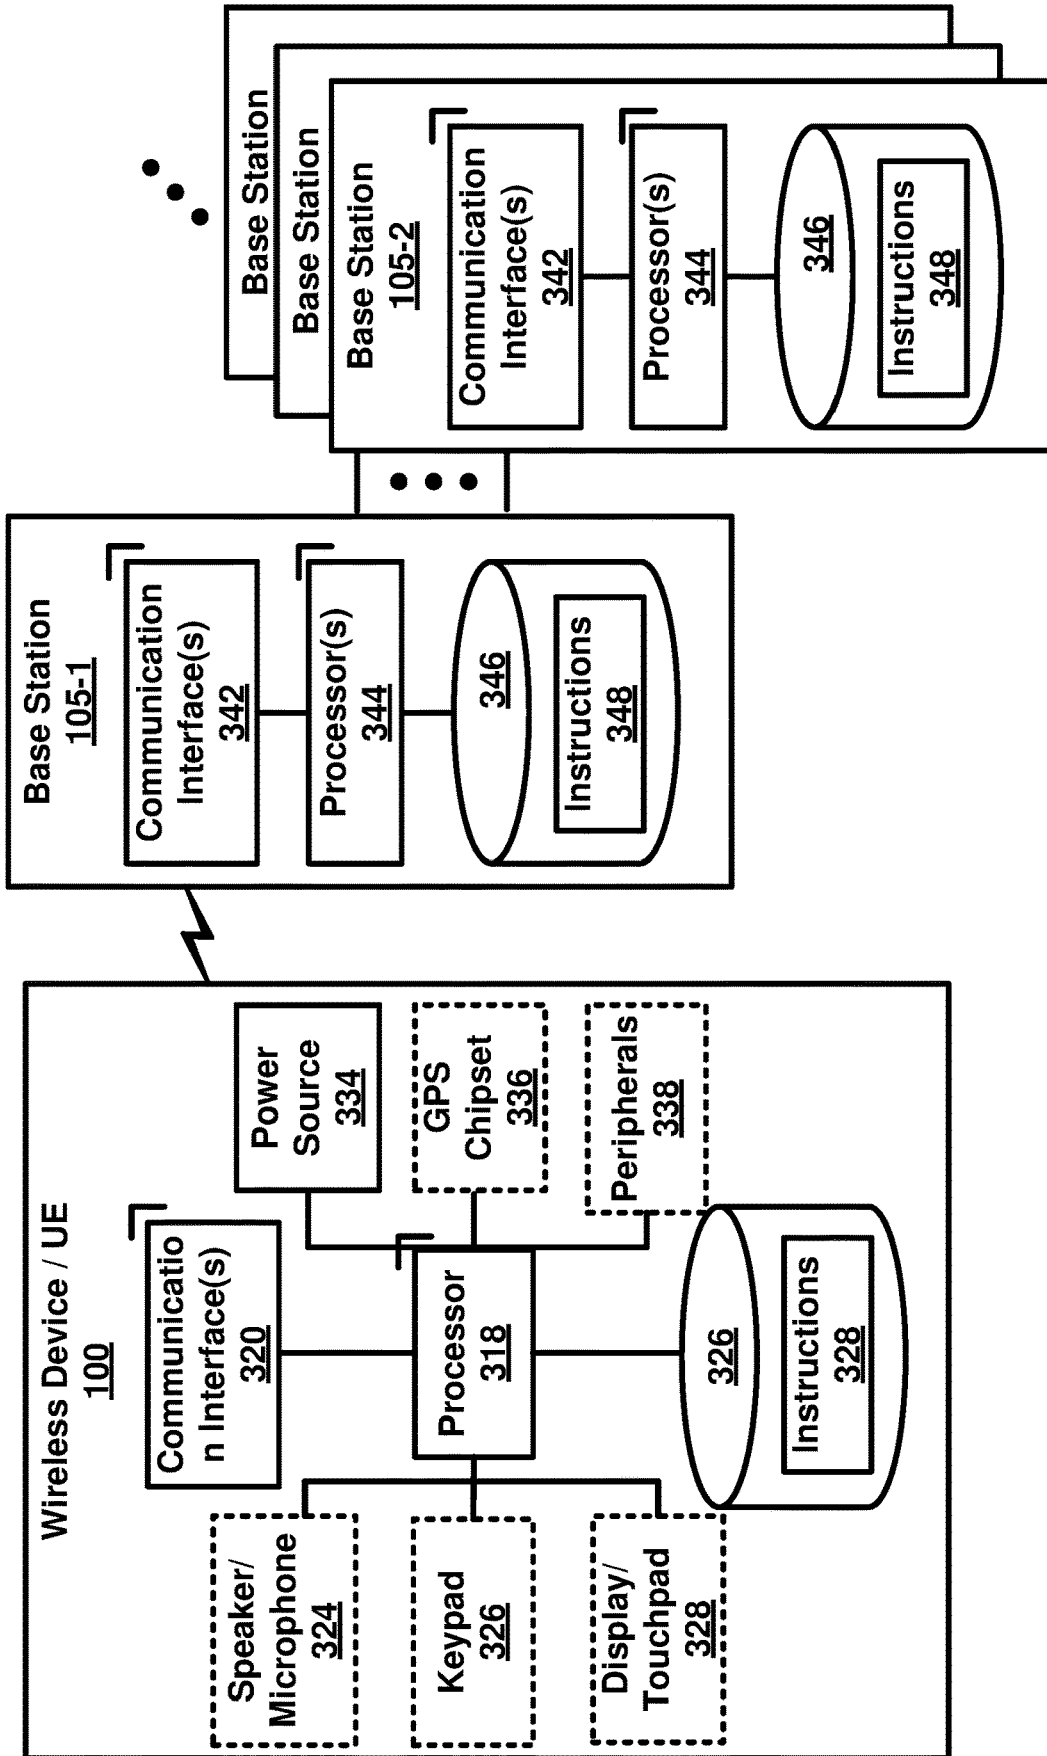 Wireless Device / UE
100
Communicatio
n Interface(s)
320
Speaker/
Microphone
324
Keypad
326
Display/
Touchpad
328
Processor
318
Power
Source
334
GPS
Chipset
336
Peripherals
338
326
Instructions
328
Base Station
105-1
Communication
Interface(s)
342
Processor(s)
344
346
Instructions
348
Base Station
Base Station
Base Station
105-2
Communication
Interface(s)
342
Processor(s)
344
346
Instructions
348